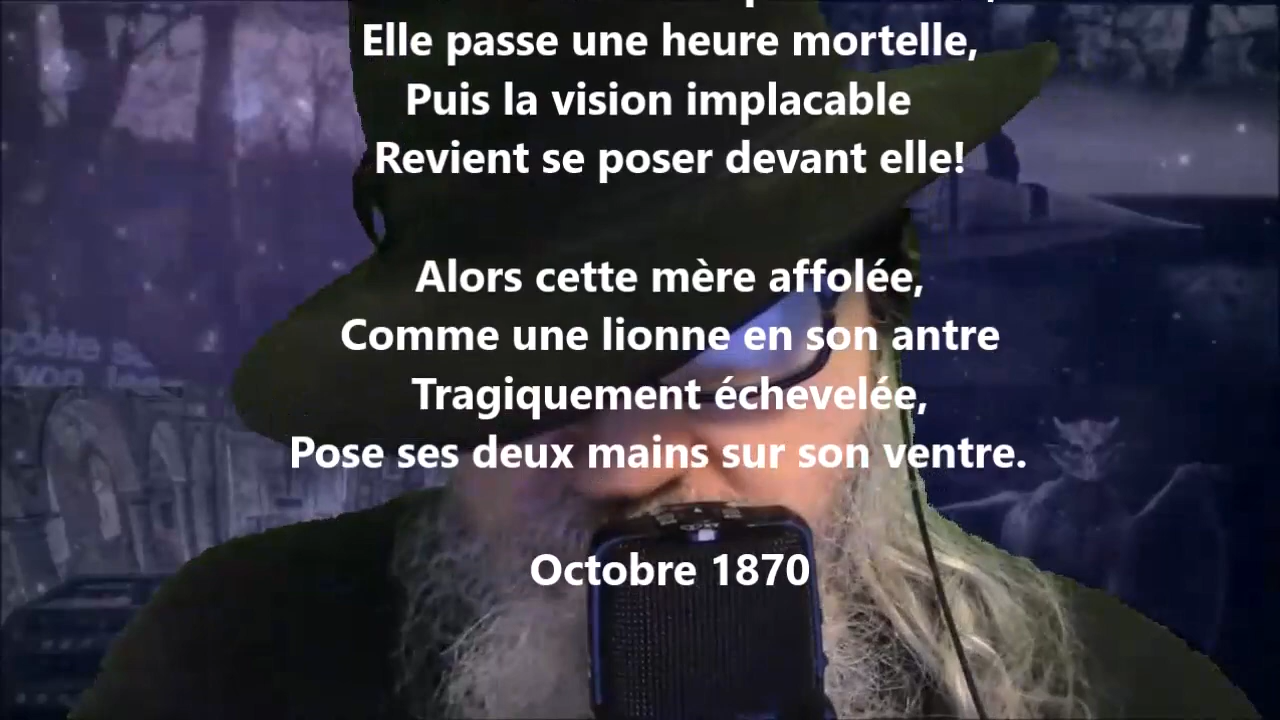 Elle passe une heure mortelle,
Puis la vision implacable
Revient se poser devant elle!
Alors cette mère affolée,
Comme une lionne en son antre
Tragiquement échevelée,
Pose ses deux mains sur son ventre.
Octobre 1870